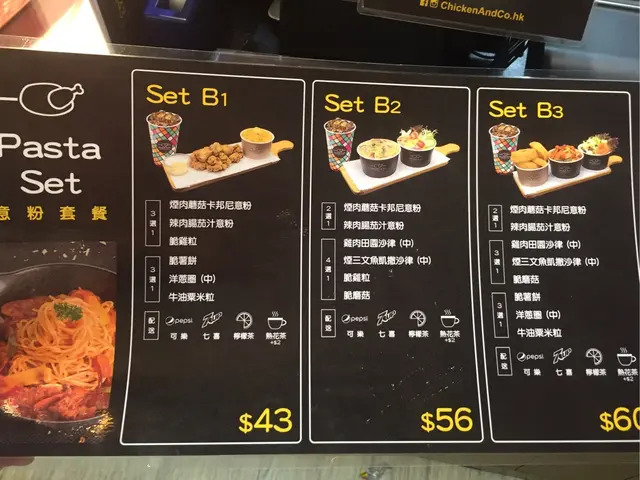 ChickenAndCo.hk
Pasta
Set
意粉套餐
Set B1
3選1
煙肉蘑菇卡邦尼意粉
辣肉腸茄汁意粉
脆雞粒
3選1
脆薯餅
洋蔥圈 (中)
牛油粟米粒
配送
pepsi
可樂
7up
七喜
檸檬茶
熱花茶
+$2
$43
Set B2
2選1
煙肉蘑菇卡邦尼意粉
辣肉腸茄汁意粉
4選1
雞肉田園沙律 (中)
煙三文魚凱撒沙律 (中)
脆雞粒
脆蘑菇
配送
pepsi
可樂
7up
七喜
檸檬茶
熱花茶
+$2
$56
Set B3
2選1
煙肉蘑菇卡邦尼意粉
辣肉腸茄汁意粉
3選1
雞肉田園沙律 (中)
煙三文魚凱撒沙律 (中)
脆蘑菇
3選1
脆薯餅
洋蔥圈 (中)
牛油粟米粒
配送
pepsi
可樂
7up
七喜
檸檬茶
熱花茶
+$2
$60